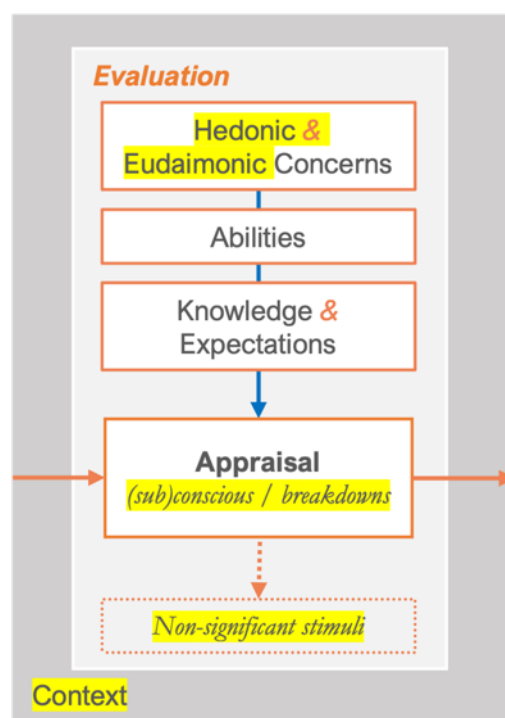 Evaluation
Hedonic &
Eudaimonic Concerns
Abilities
Knowledge &
Expectations
Appraisal
(sub)conscious / breakdowns
Non-significant stimuli
Context